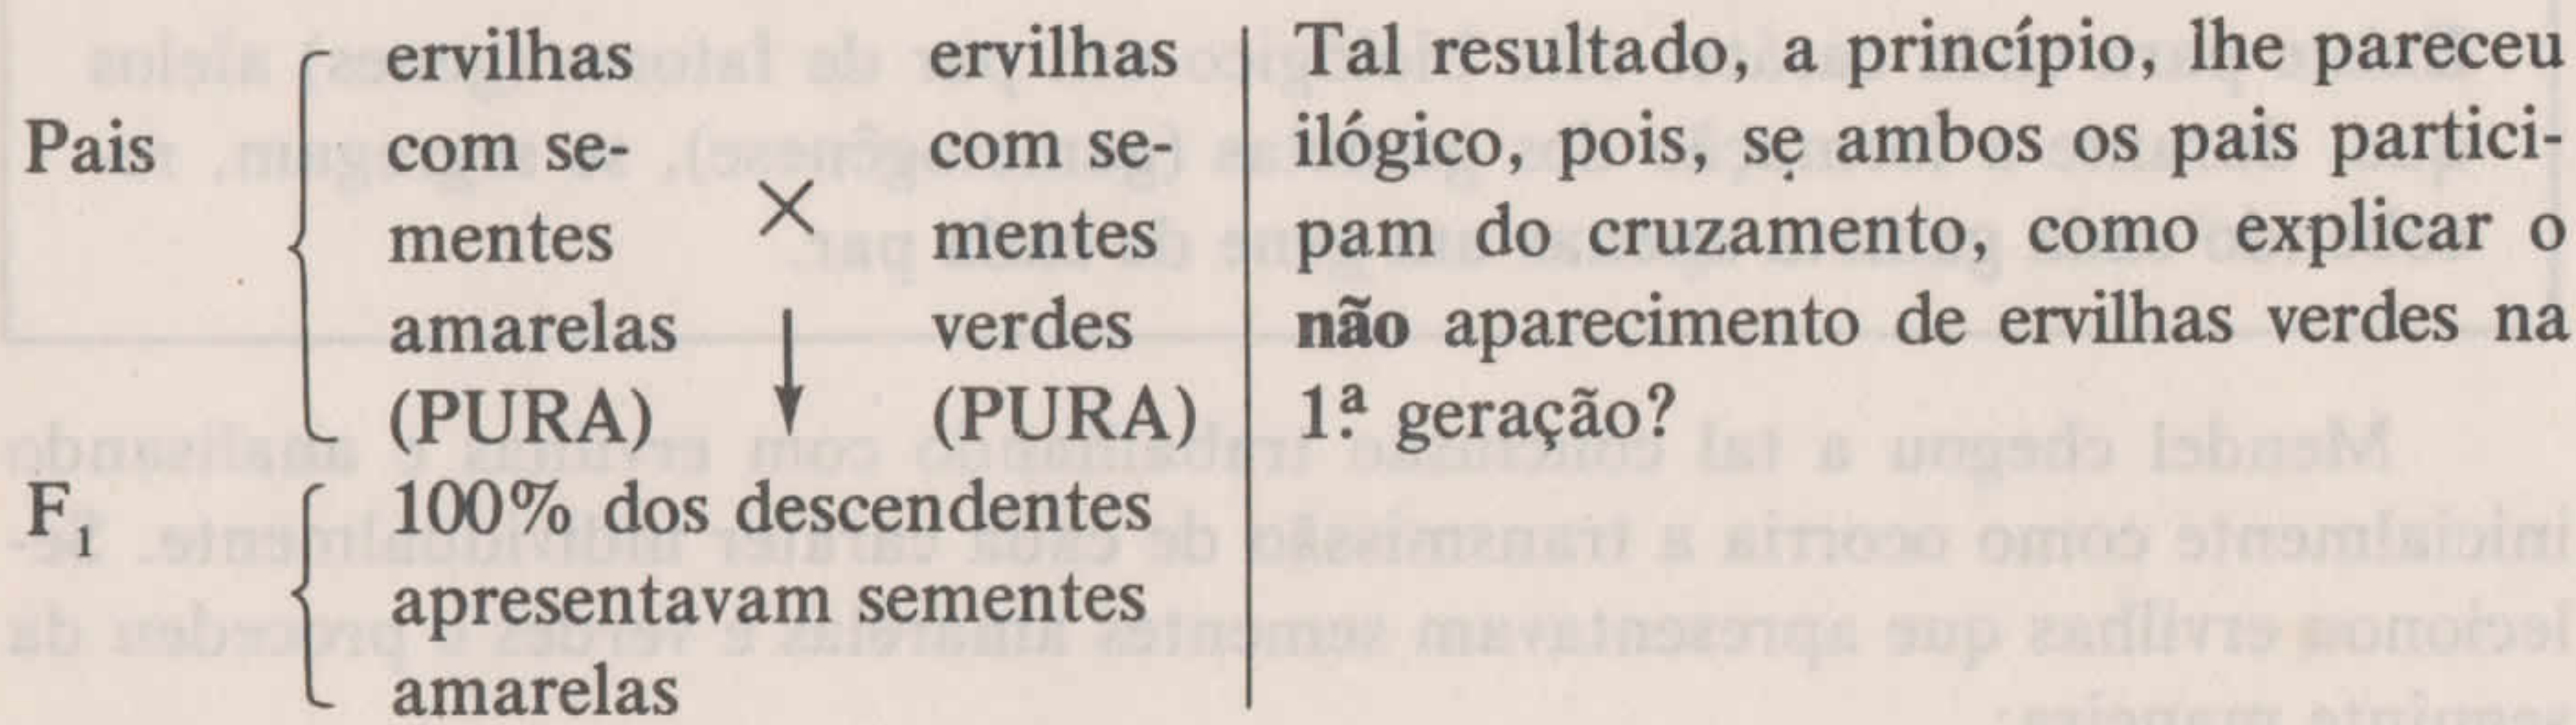 Pais
ervilhas
com se-
mentes
amarelas
(PURA)
×
ervilhas
com se-
mentes
verdes
(PURA)
F₁
100% dos descendentes
apresentavam sementes
amarelas
Tal resultado, a princípio, lhe pareceu
ilógico, pois, se ambos os pais partici-
pam do cruzamento, como explicar o
não aparecimento de ervilhas verdes na
1ª geração?